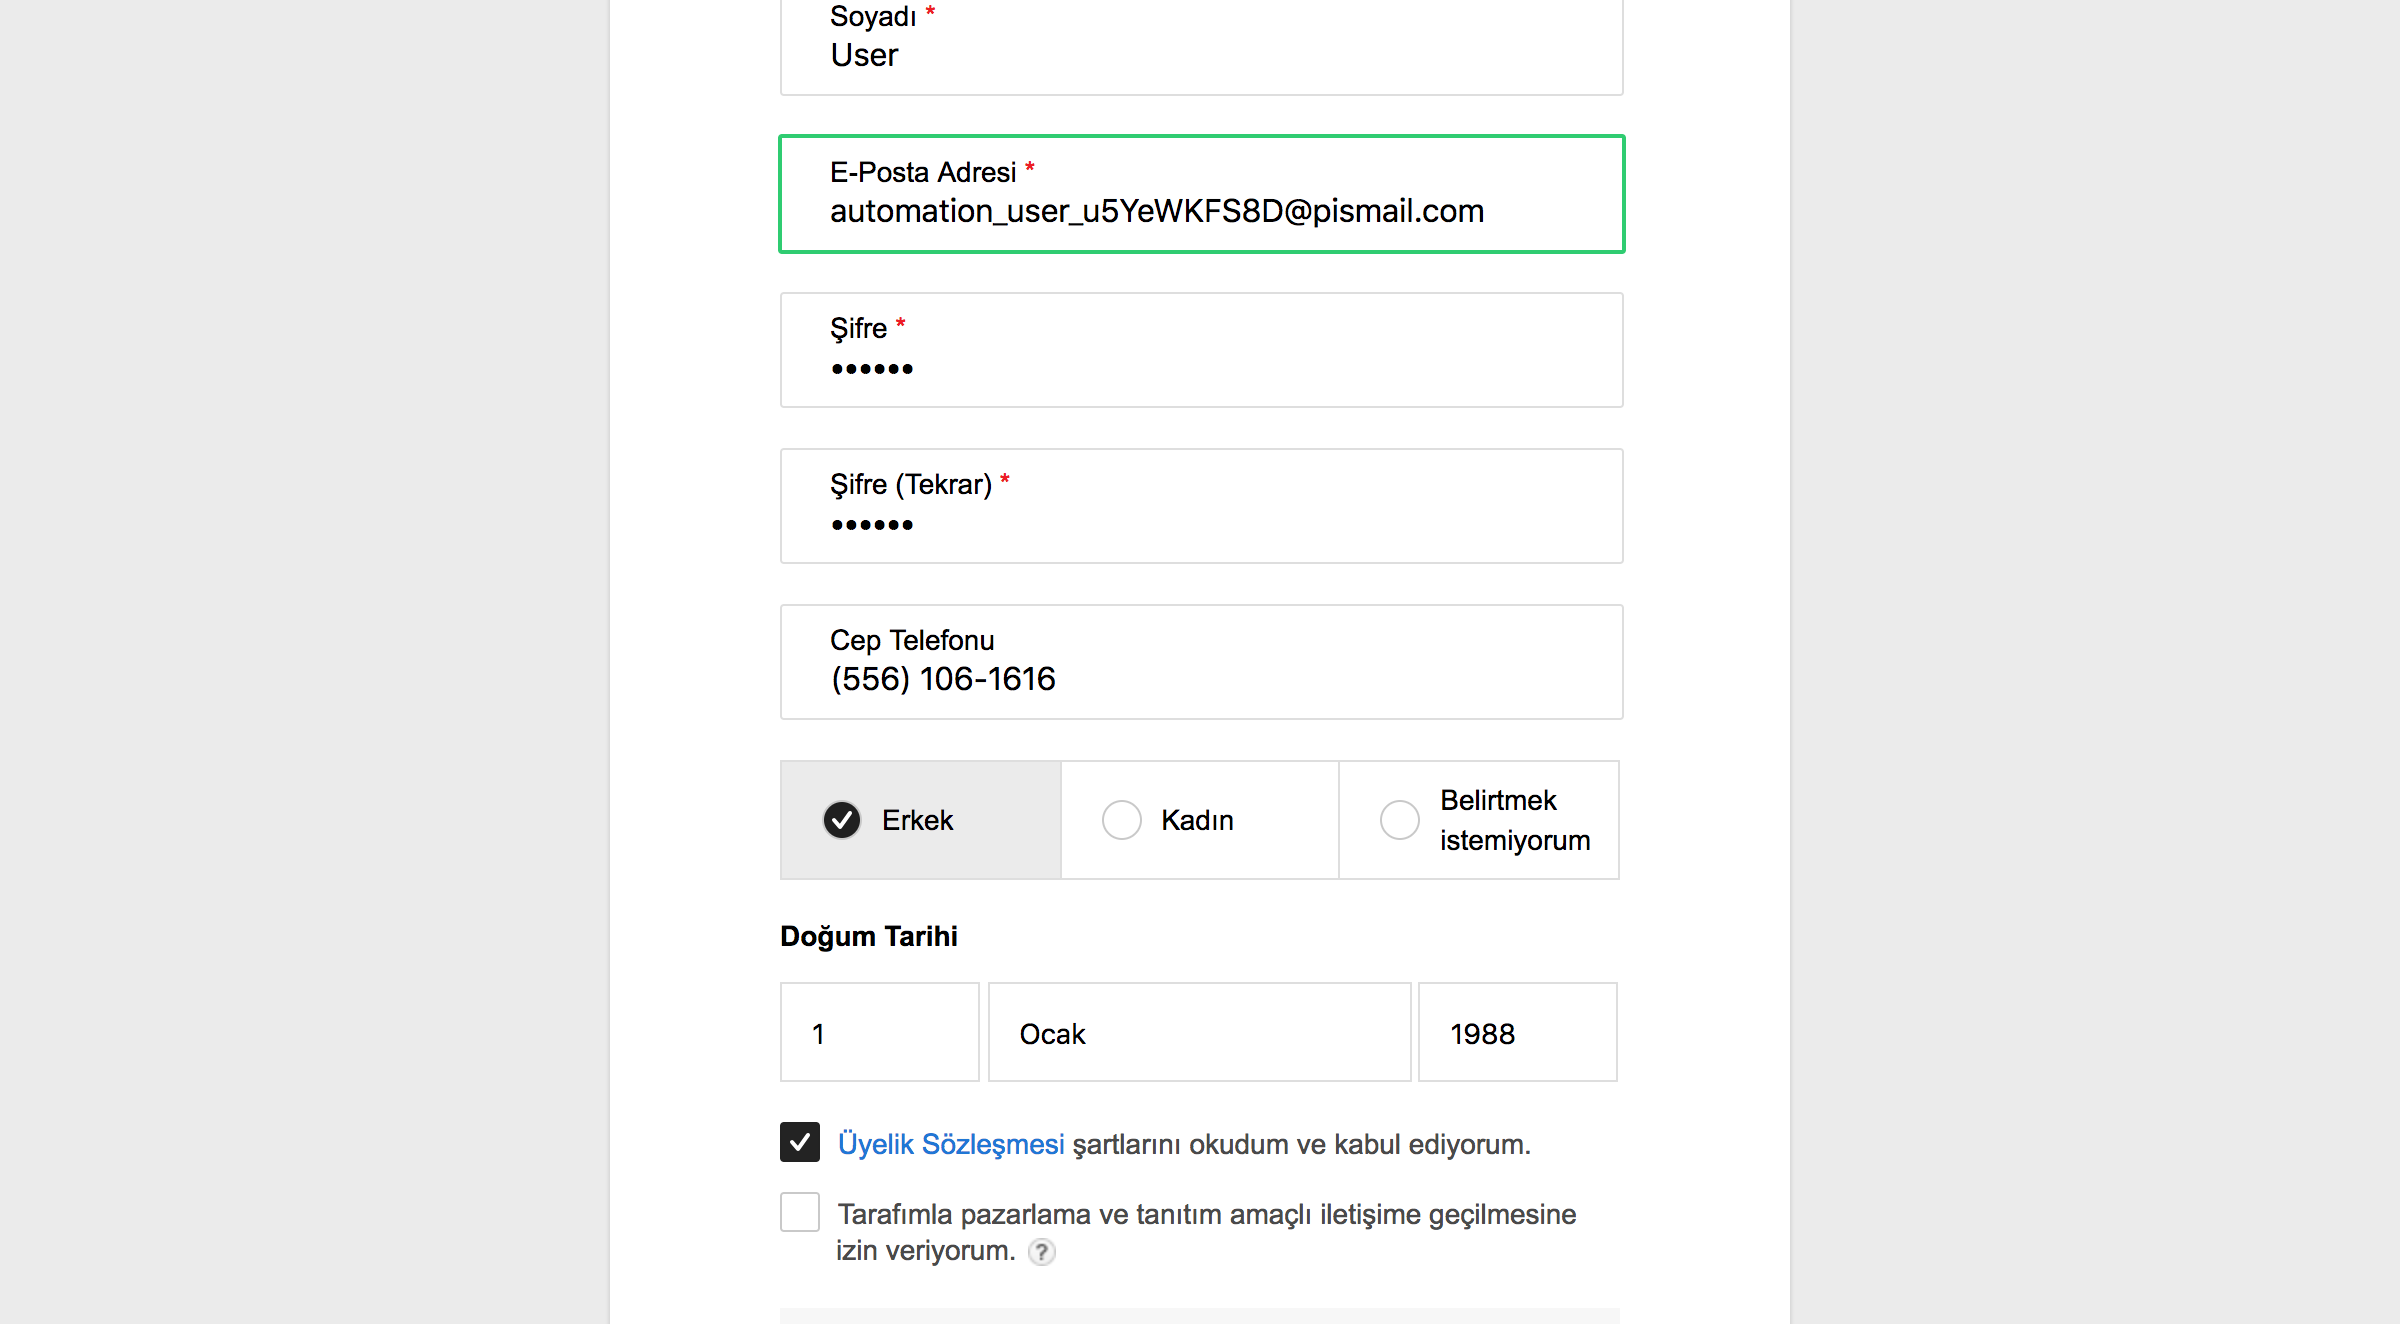 Soyadı *
User
E-Posta Adresi *
automation_user_u5YeWKFS8D@pismail.com
Şifre *
••••••
Şifre (Tekrar) *
••••••
Cep Telefonu
(556) 106-1616
Erkek
Kadın
Belirtmek
istemiyorum
Doğum Tarihi
1
Ocak
1988
Üyelik Sözleşmesi şartlarını okudum ve kabul ediyorum.
Tarafımla pazarlama ve tanıtım amaçlı iletişime geçilmesine
izin veriyorum. ?